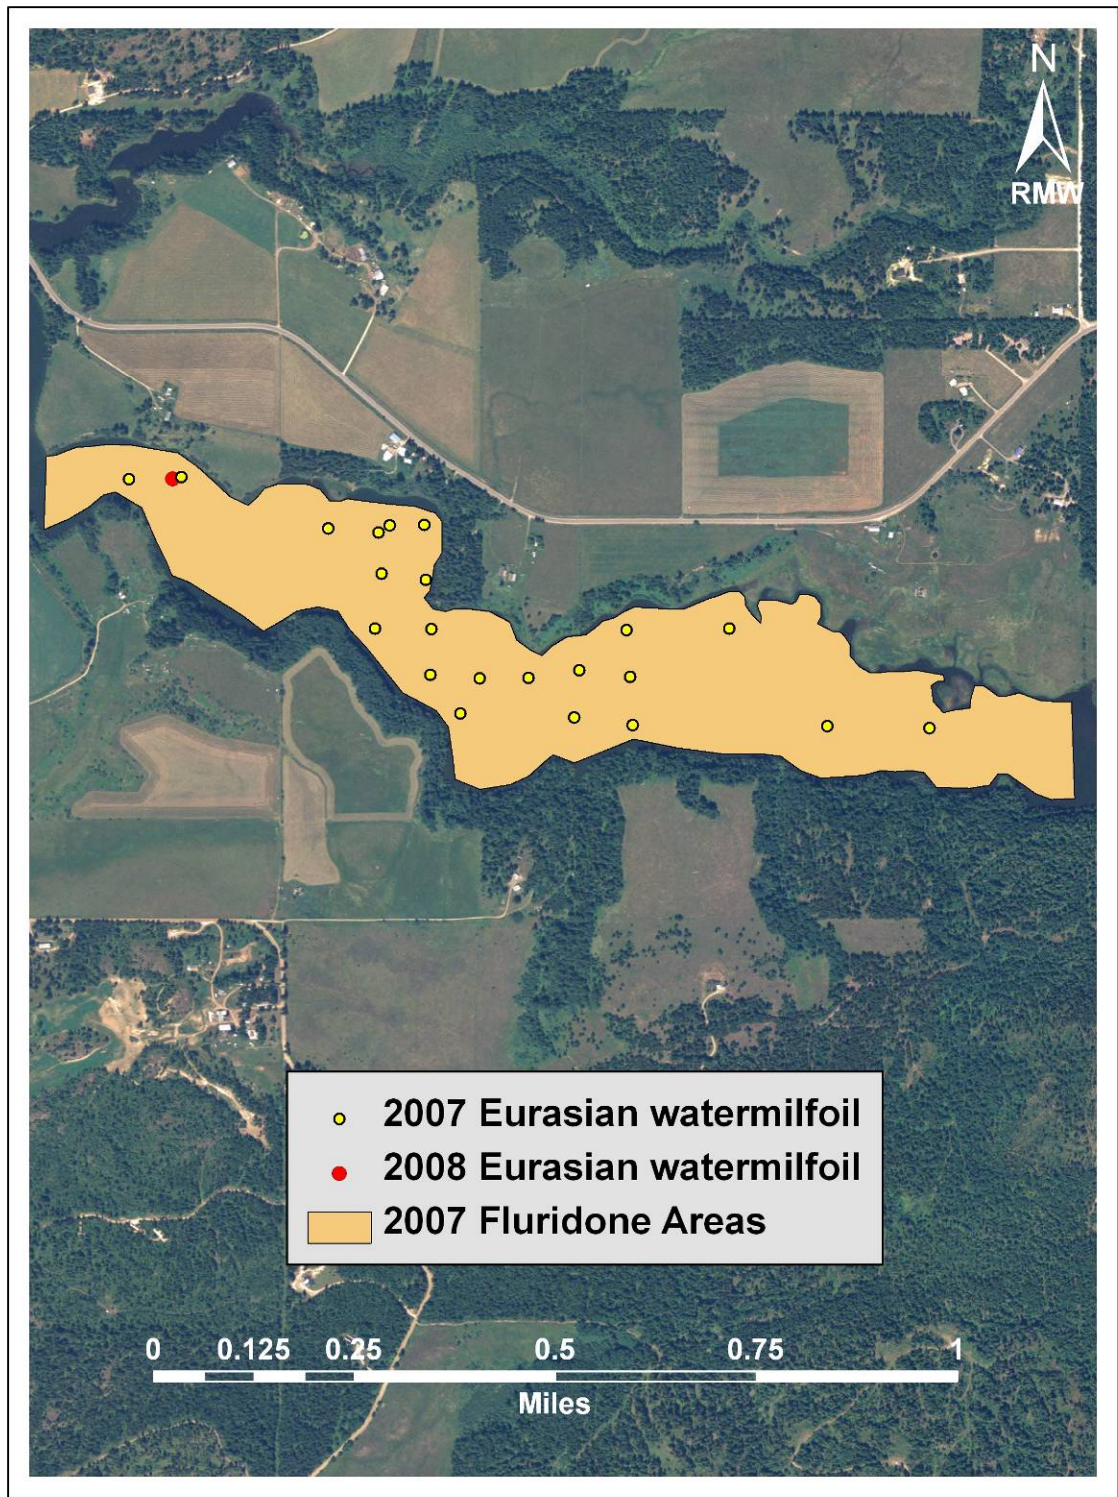 N
RMW
2007 Eurasian watermilfoil
2008 Eurasian watermilfoil
2007 Fluridone Areas
0 0.125 0.25 0.5 0.75 1
Miles